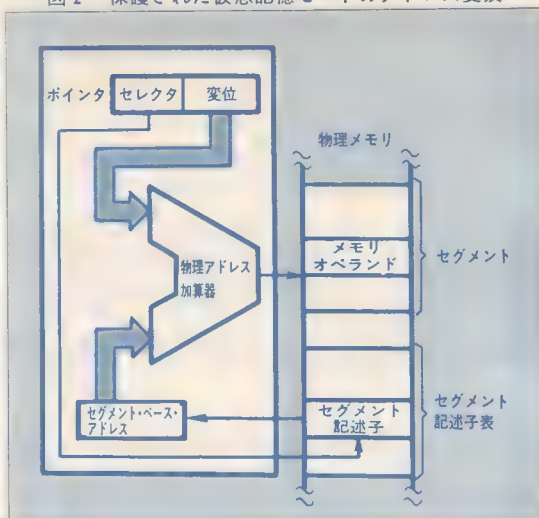 図2 保護された仮想記憶モードのアドレス変換
ポインタ セレクタ 変位
物理メモリ
メモリ
オペランド
セグメント
物理アドレス
加算器
セグメント・ベース・
アドレス
セグメント
記述子
セグメント
記述子表